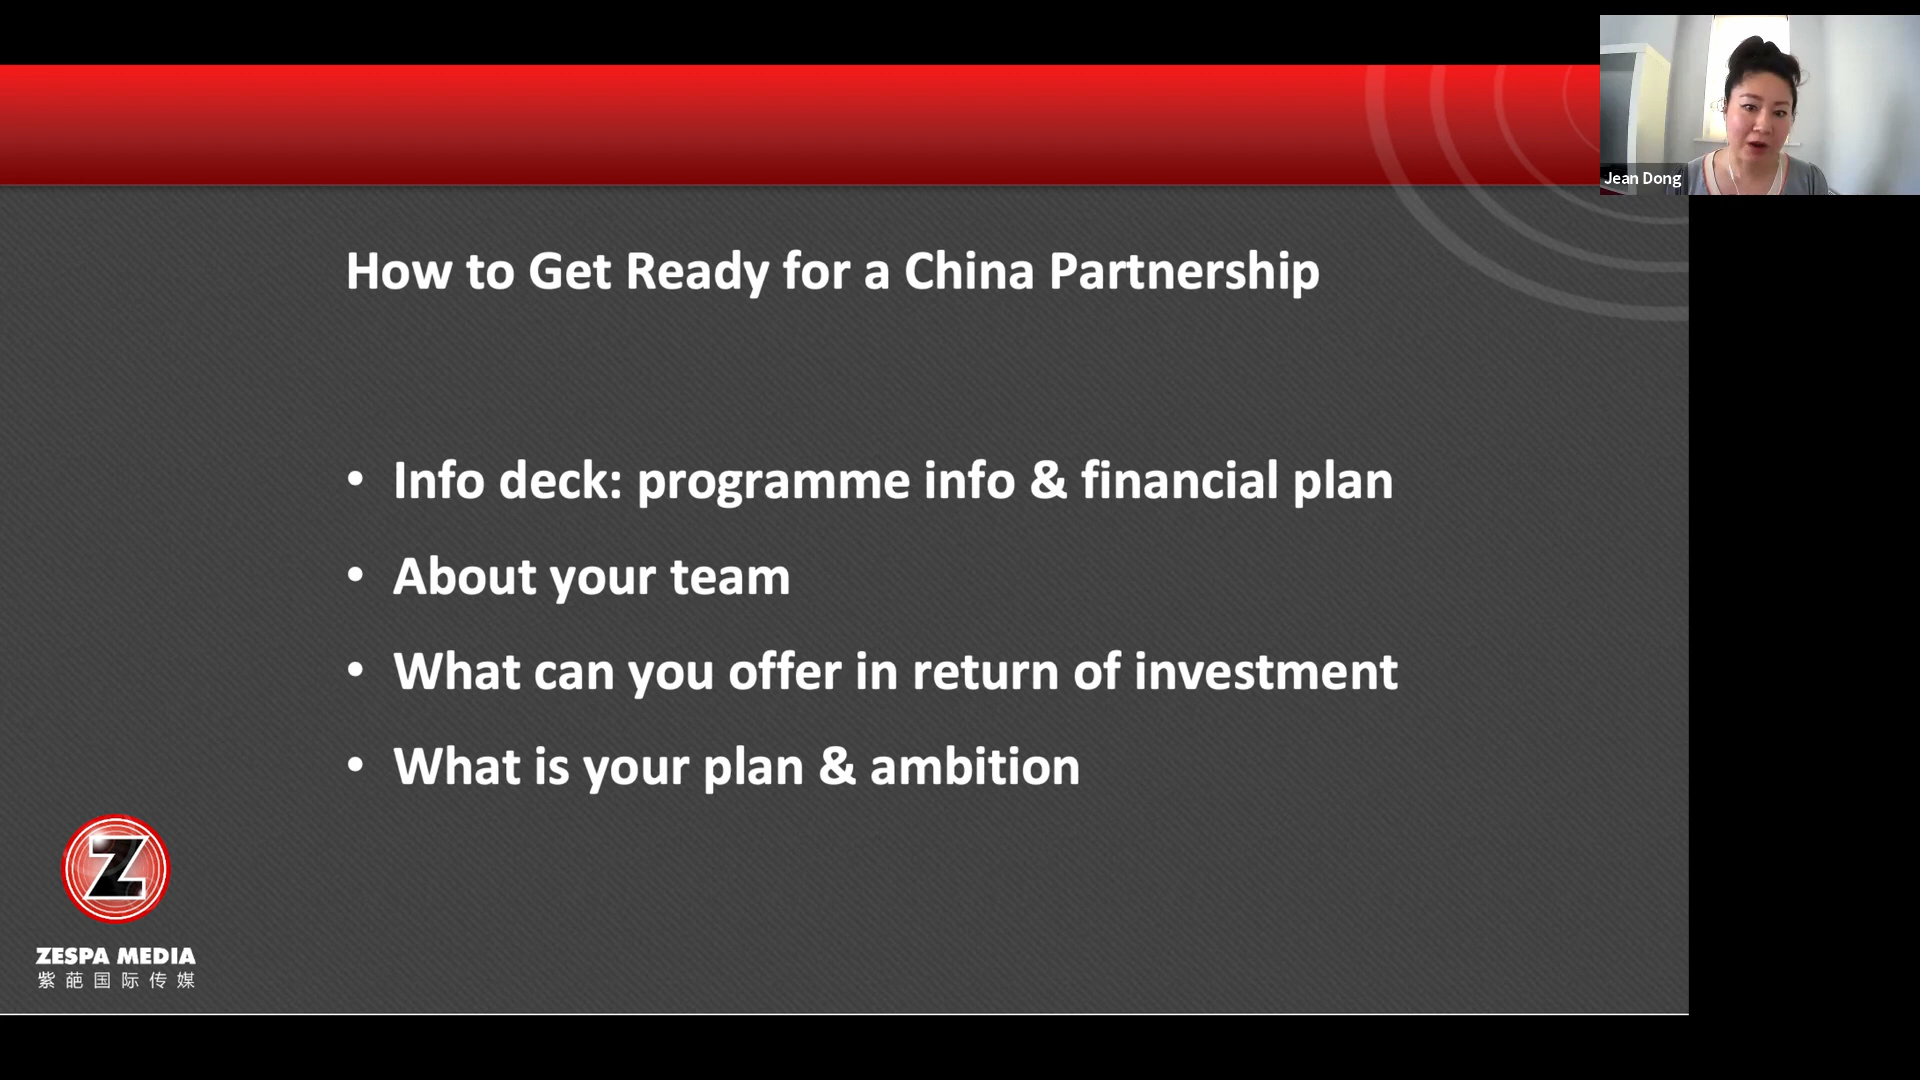 Jean Dong
How to Get Ready for a China Partnership
• Info deck: programme info & financial plan
• About your team
• What can you offer in return of investment
• What is your plan & ambition
Z
ZESPA MEDIA
紫葩国际传媒